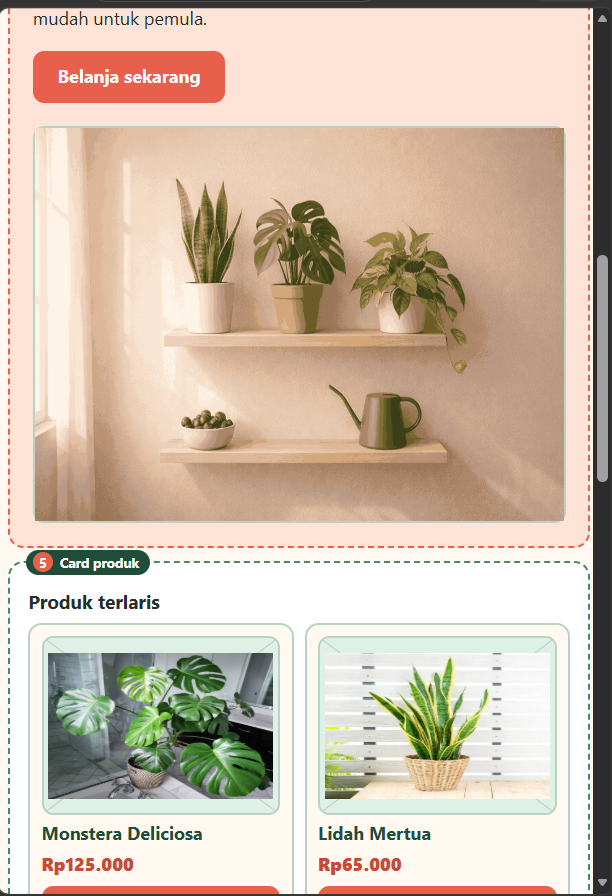 mudah untuk pemula.
Belanja sekarang
5 Card produk
Produk terlaris
Monstera Deliciosa
Lidah Mertua
Rp125.000
Rp65.000